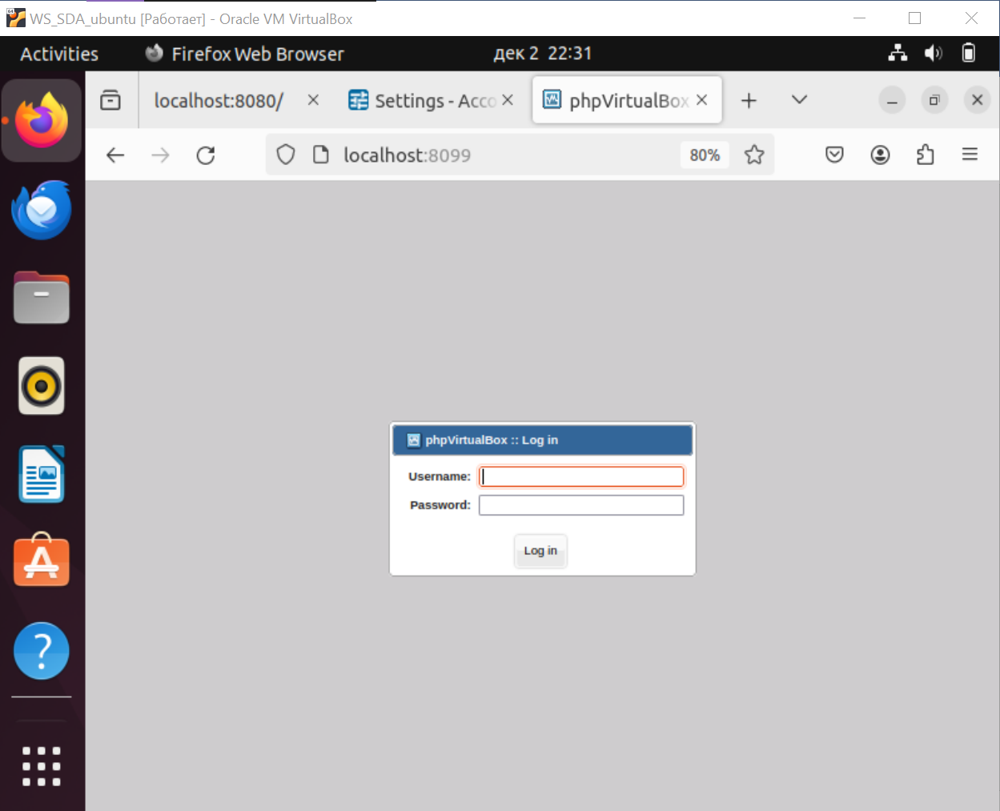 WS_SDA_ubuntu [Работает] - Oracle VM VirtualBox
Activities Firefox Web Browser дек 2 22:31
localhost:8080/ Settings - Acco phpVirtualBox
localhost:8099 80%
phpVirtualBox :: Log in
Username:
Password:
Log in